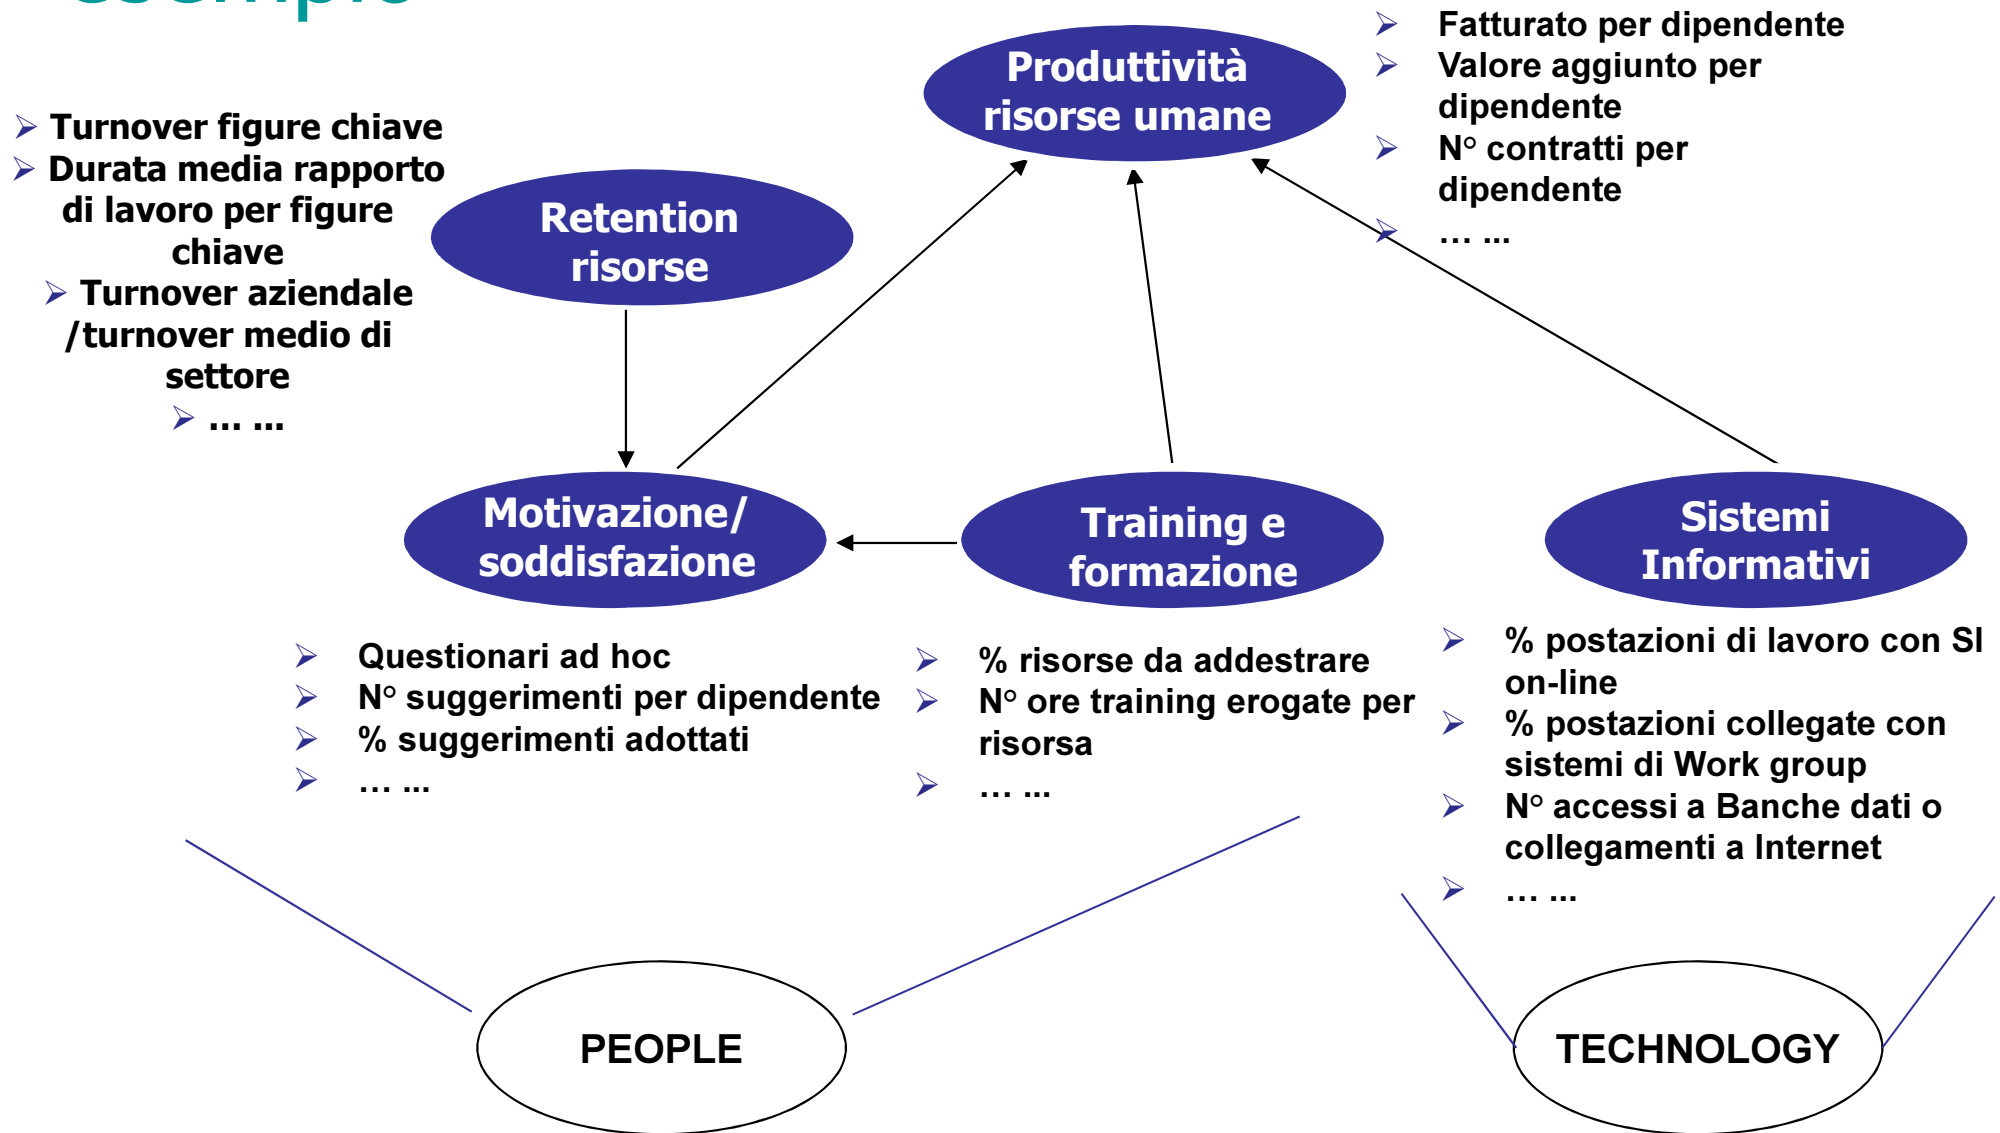 esempio
➢ Turnover figure chiave
➢ Durata media rapporto
di lavoro per figure
chiave
➢ Turnover aziendale
/turnover medio di
settore
➢ … ...
Retention
risorse
Produttività
risorse umane
➢ Fatturato per dipendente
➢ Valore aggiunto per
dipendente
➢ N° contratti per
dipendente
➢ … ...
Motivazione/
soddisfazione
Training e
formazione
Sistemi
Informativi
➢ Questionari ad hoc
➢ N° suggerimenti per dipendente
➢ % suggerimenti adottati
➢ … ...
➢ % risorse da addestrare
➢ N° ore training erogate per
risorsa
➢ … ...
➢ % postazioni di lavoro con SI
on-line
➢ % postazioni collegate con
sistemi di Work group
➢ N° accessi a Banche dati o
collegamenti a Internet
➢ … ...
PEOPLE
TECHNOLOGY